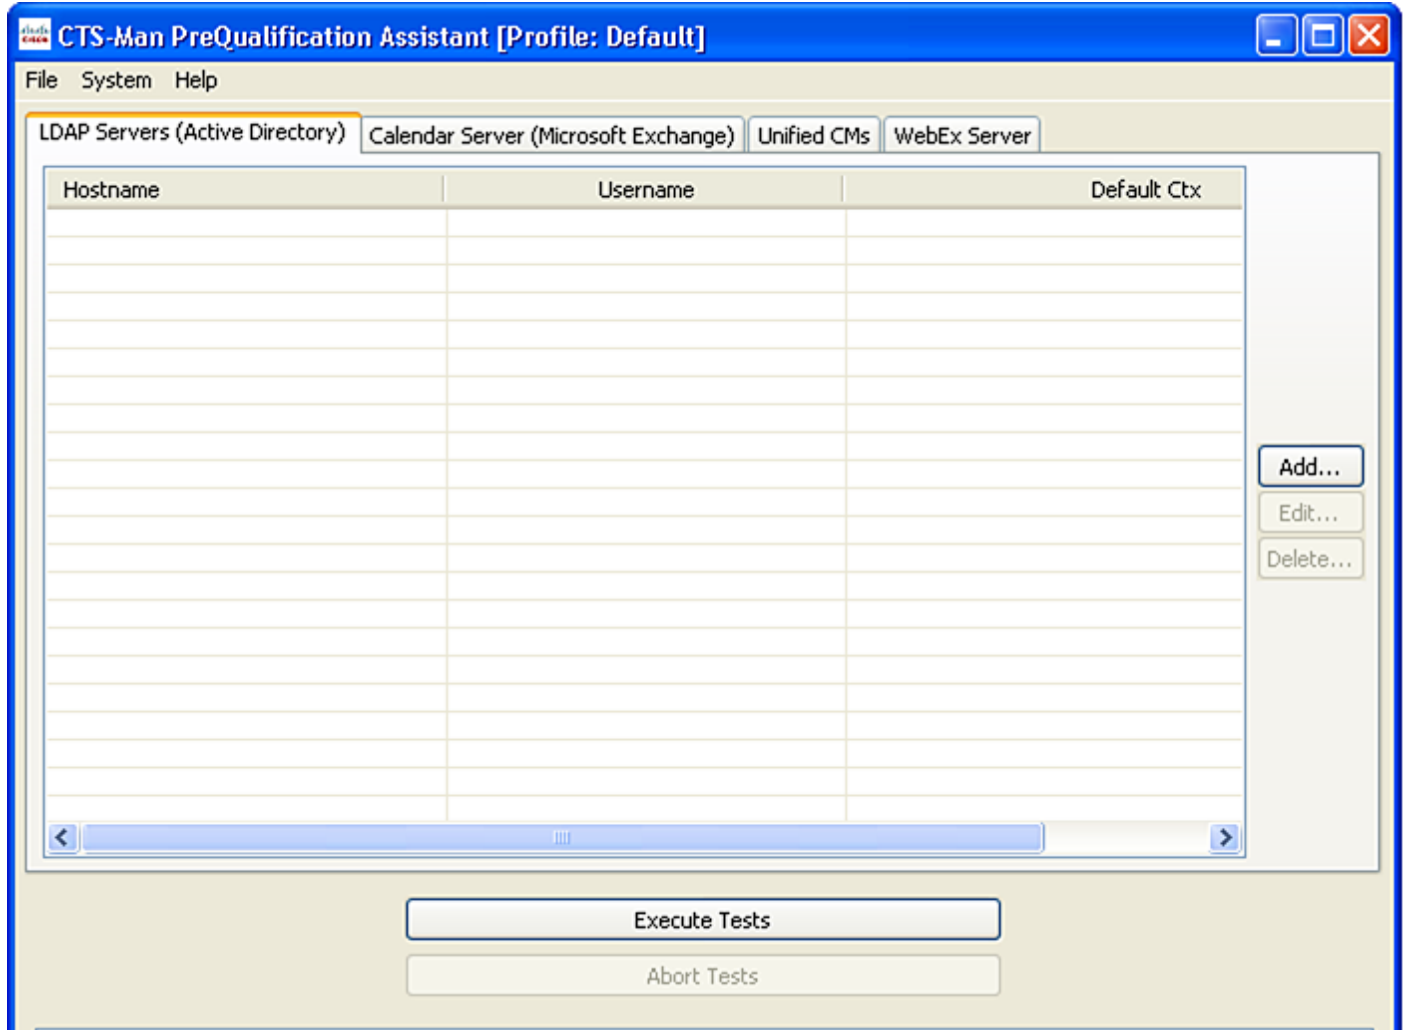 CTS-Man PreQualification Assistant [Profile: Default]
File System Help
LDAP Servers (Active Directory) Calendar Server (Microsoft Exchange) Unified CMs WebEx Server
Hostname Username Default Ctx
Add...
Edit...
Delete...
Execute Tests
Abort Tests